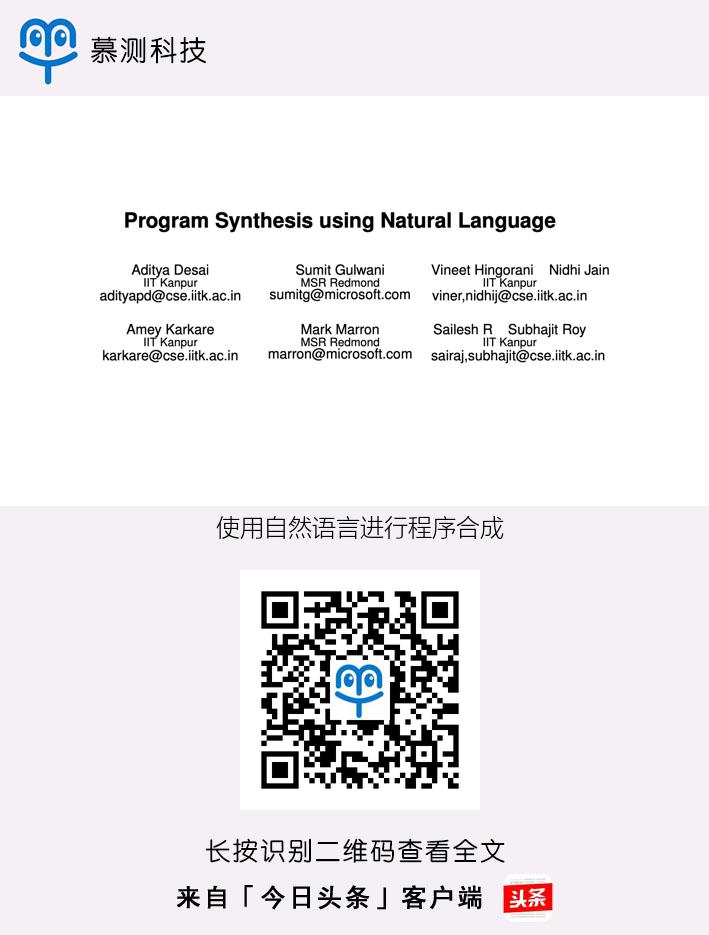 慕测科技
Program Synthesis using Natural Language
Aditya Desai
IIT Kanpur
adityapd@cse.iitk.ac.in
Sumit Gulwani
MSR Redmond
sumitg@microsoft.com
Vineet Hingorani Nidhi Jain
IIT Kanpur
viner,nidhij@cse.iitk.ac.in
Amey Karkare
IIT Kanpur
karkare@cse.iitk.ac.in
Mark Marron
MSR Redmond
marron@microsoft.com
Sailesh R Subhajit Roy
IIT Kanpur
sairaj,subhajit@cse.iitk.ac.in
使用自然语言进行程序合成
长按识别二维码查看全文
来自「今日头条」客户端
头条